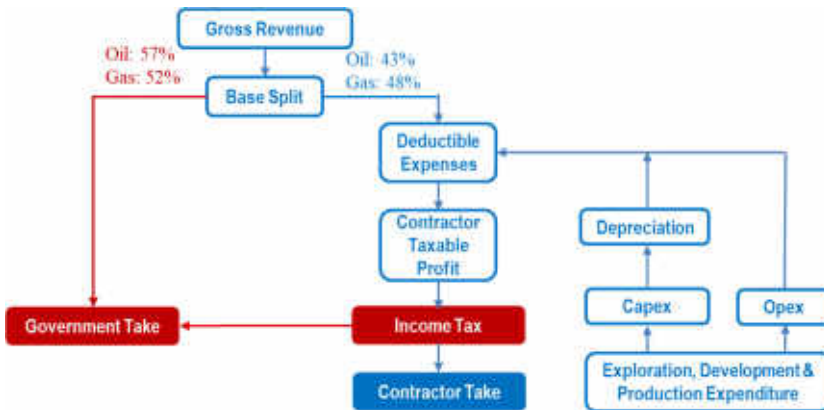 Gross Revenue
Oil: 57%
Gas: 52%
Oil: 43%
Gas: 48%
Base Split
Deductible
Expenses
Contractor
Taxable
Profit
Depreciation
Capex
Opex
Government Take
Income Tax
Exploration, Development &
Production Expenditure
Contractor Take